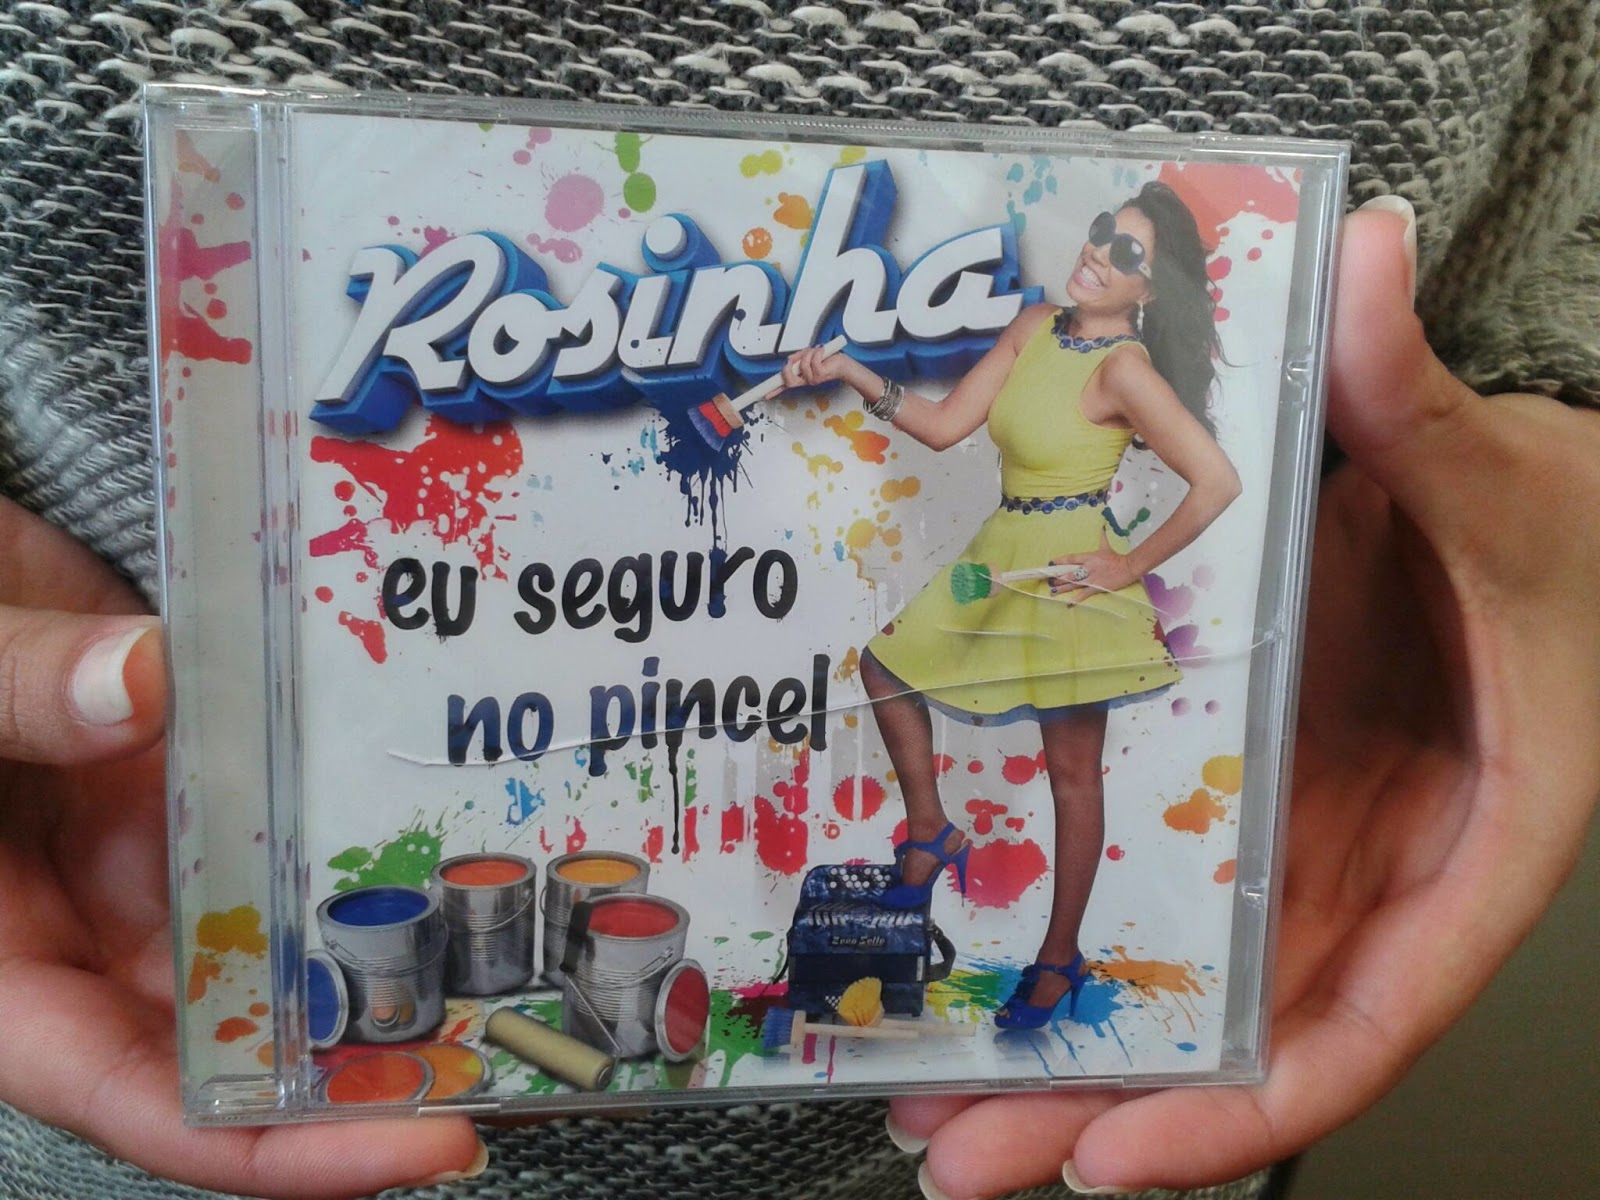 Rosinha
eu seguro
no pincel